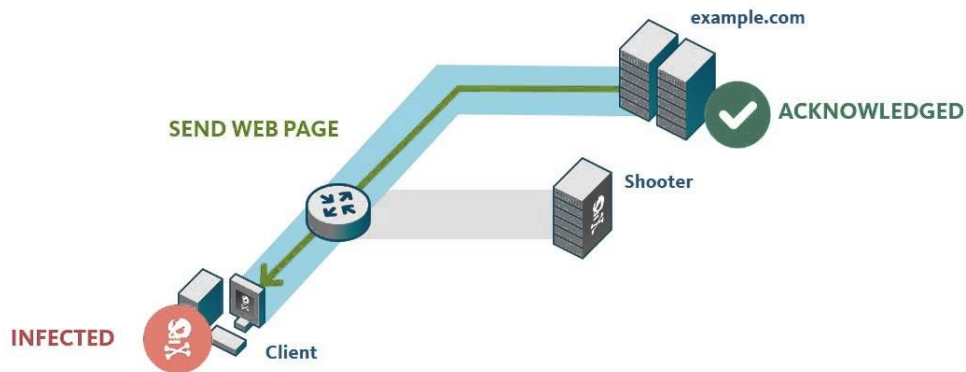 example.com
ACKNOWLEDGED
SEND WEB PAGE
Shooter
INFECTED
Client